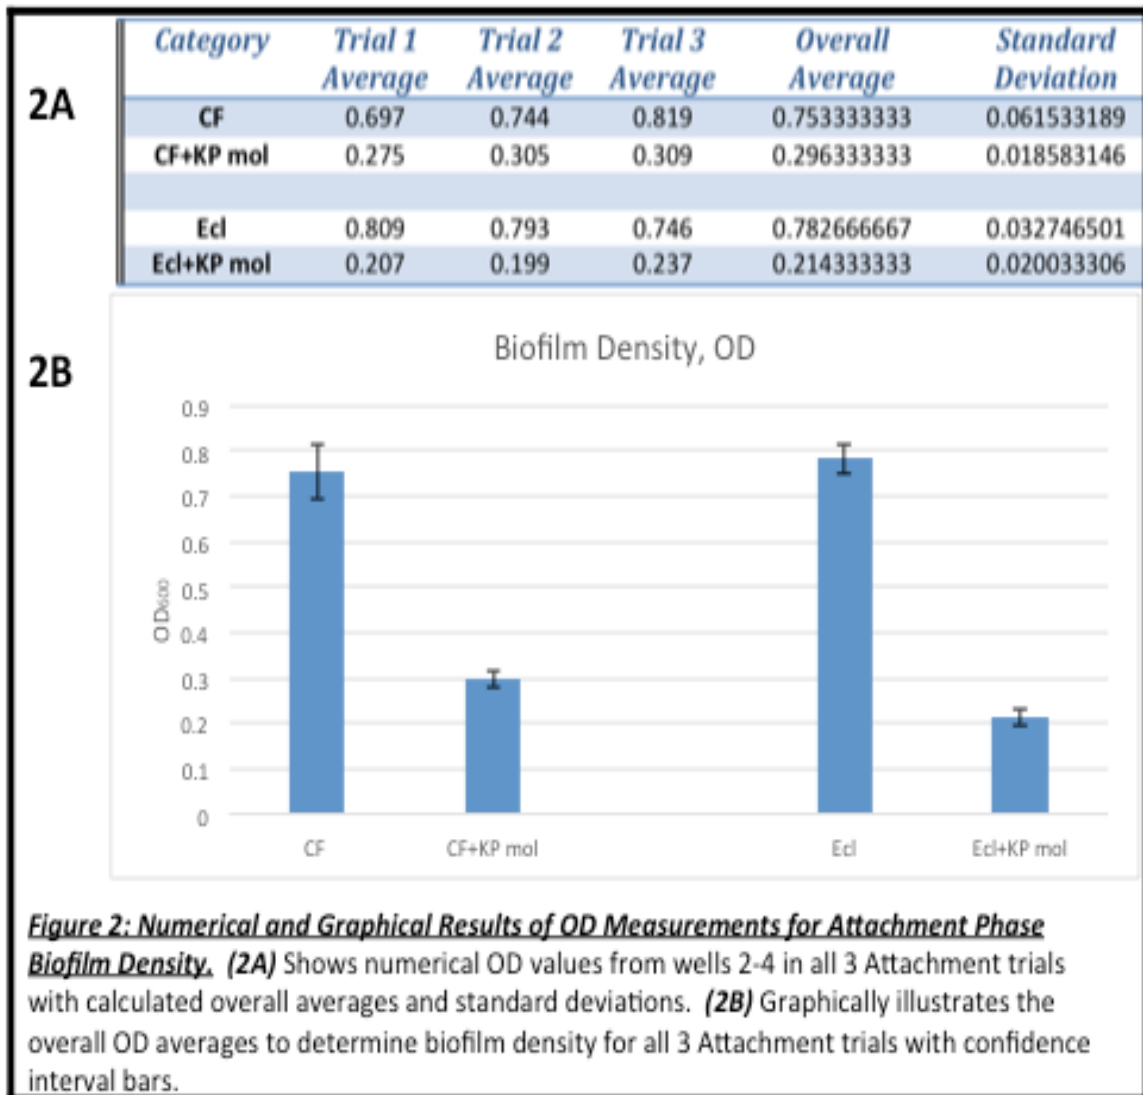 2A
Category Trial 1 Average Trial 2 Average Trial 3 Average Overall Average Standard Deviation
CF 0.697 0.744 0.819 0.753333333 0.061533189
CF+KP mol 0.275 0.305 0.309 0.296333333 0.018583146
Ecl 0.809 0.793 0.746 0.782666667 0.032746501
Ecl+KP mol 0.207 0.199 0.237 0.214333333 0.020033306
2B
Biofilm Density, OD
0.9
0.8
0.7
0.6
0.5
0.4
0.3
0.2
0.1
0
OD600
CF CF+KP mol Ecl Ecl+KP mol
Figure 2: Numerical and Graphical Results of OD Measurements for Attachment Phase
Biofilm Density. (2A) Shows numerical OD values from wells 2-4 in all 3 Attachment trials
with calculated overall averages and standard deviations. (2B) Graphically illustrates the
overall OD averages to determine biofilm density for all 3 Attachment trials with confidence
interval bars.